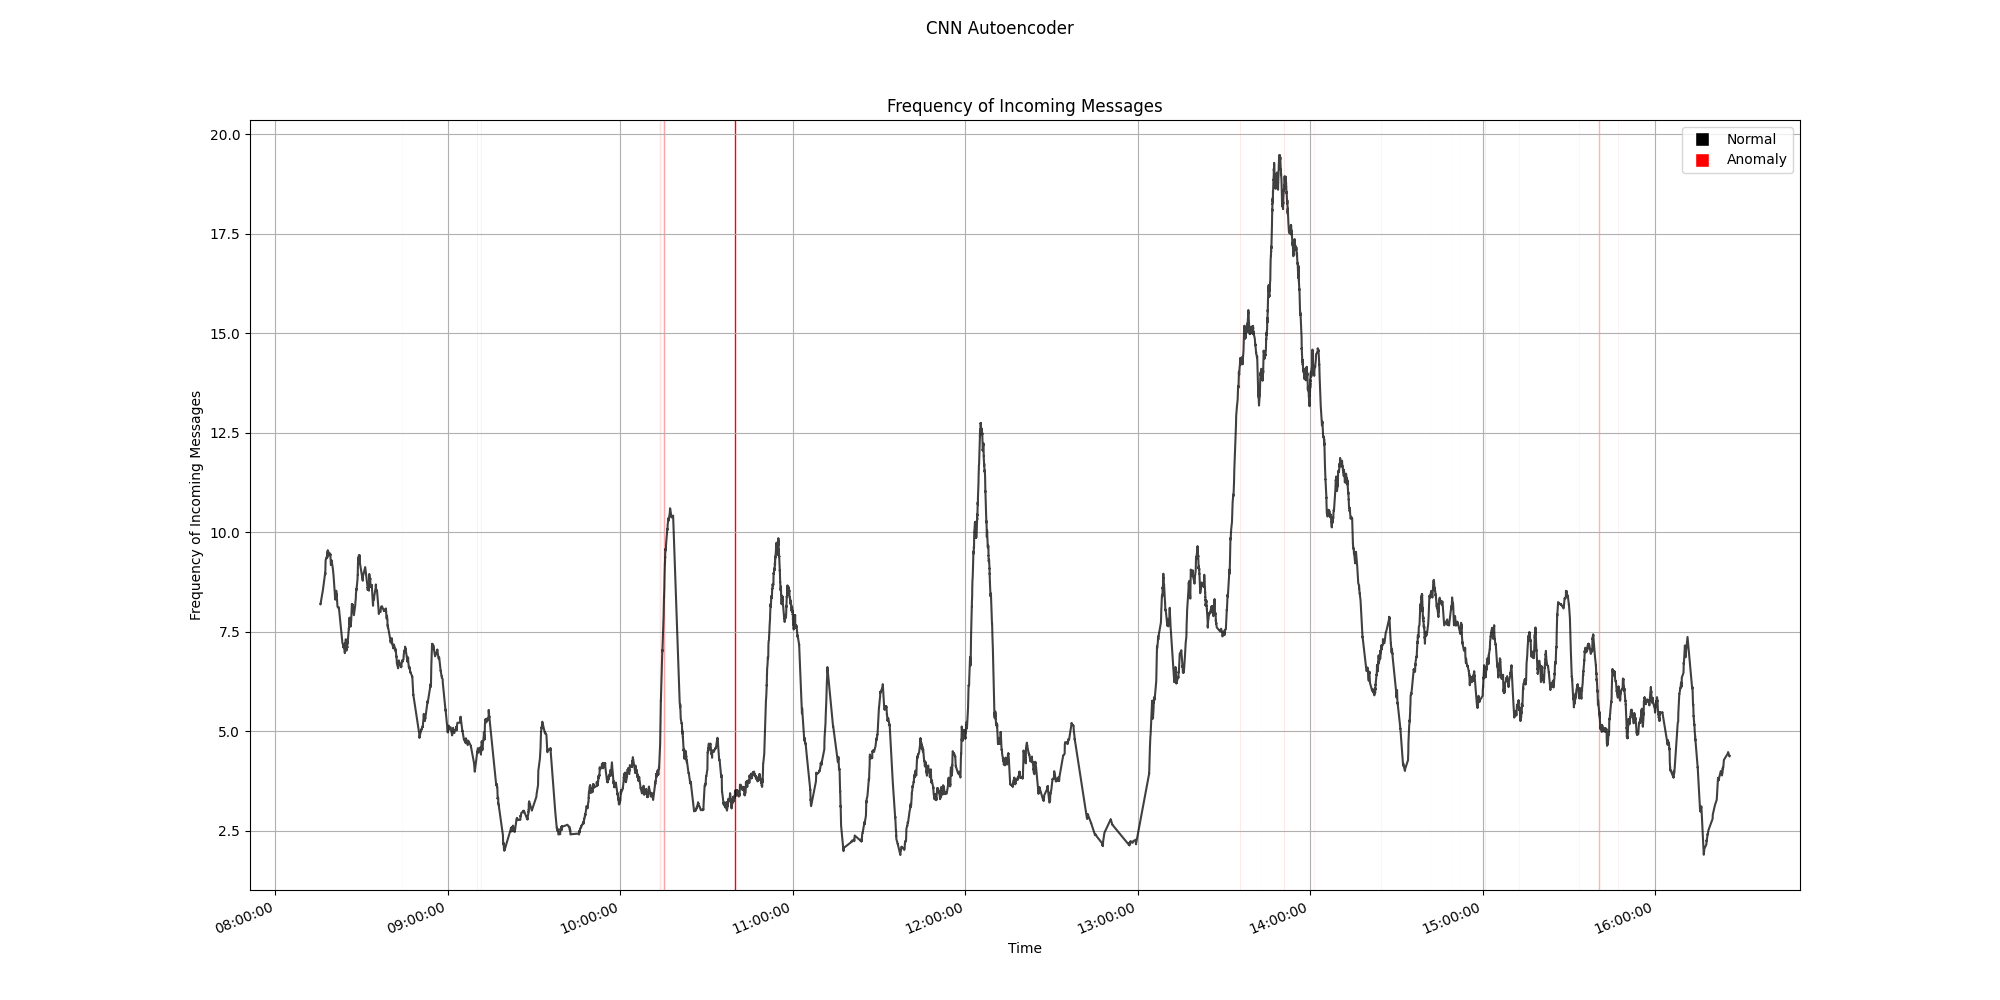 CNN Autoencoder
Frequency of Incoming Messages
20.0
Normal
Anomaly
17.5
15.0
12.5
10.0
7.5
5.0
2.5
Frequency of Incoming Messages
08:00:00
09:00:00
10:00:00
11:00:00
12:00:00
13:00:00
14:00:00
15:00:00
16:00:00
Time